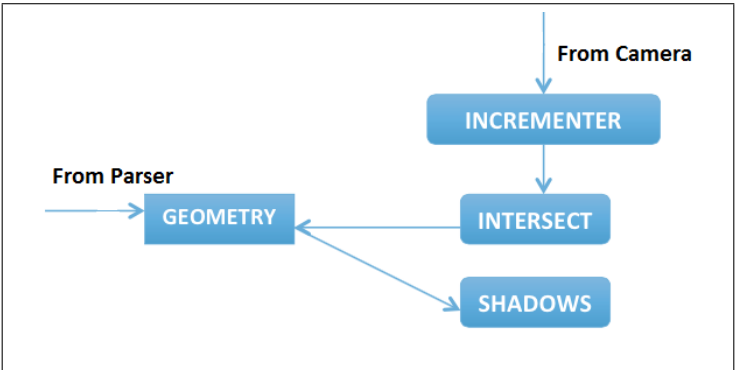 From Camera
INCREMENTER
From Parser
GEOMETRY
INTERSECT
SHADOWS